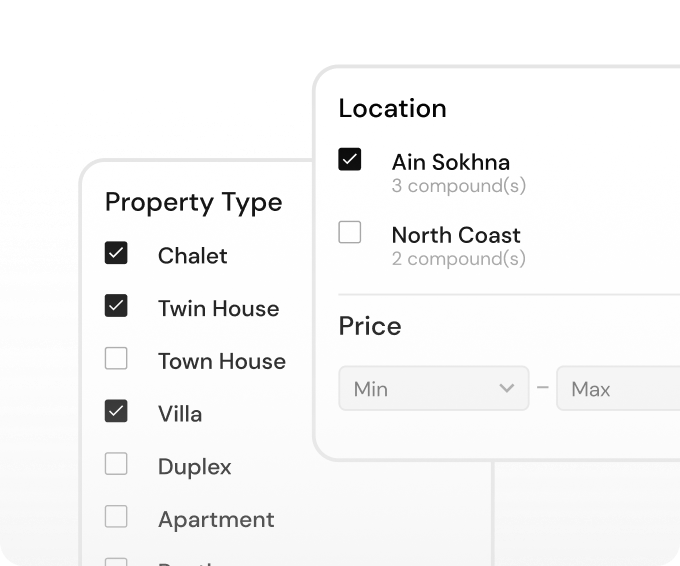 Location
Ain Sokhna
3 compound(s)
North Coast
2 compound(s)
Price
Min
–
Max
Property Type
Chalet
Twin House
Town House
Villa
Duplex
Apartment